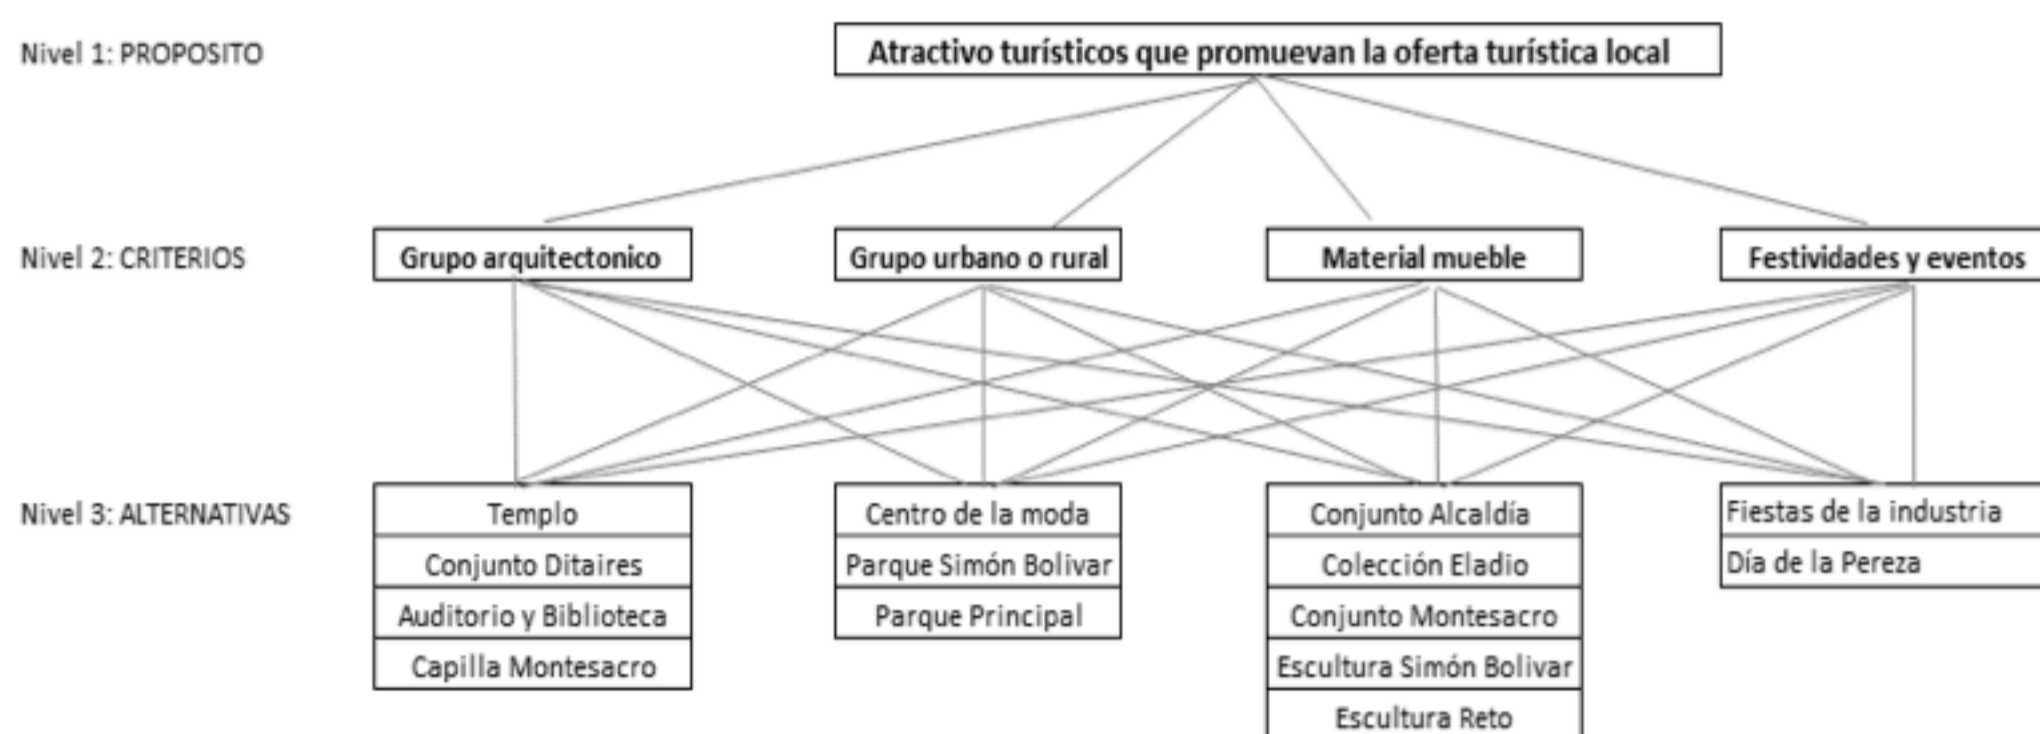 Nivel 1: PROPOSITO
Atractivo turísticos que promuevan la oferta turística local
Nivel 2: CRITERIOS
Grupo arquitectonico
Grupo urbano o rural
Material mueble
Festividades y eventos
Nivel 3: ALTERNATIVAS
Templo
Conjunto Ditaires
Auditorio y Biblioteca
Capilla Montesacro
Centro de la moda
Parque Simón Bolivar
Parque Principal
Conjunto Alcaldía
Colección Eladio
Conjunto Montesacro
Escultura Simón Bolivar
Escultura Reto
Fiestas de la industria
Día de la Pereza